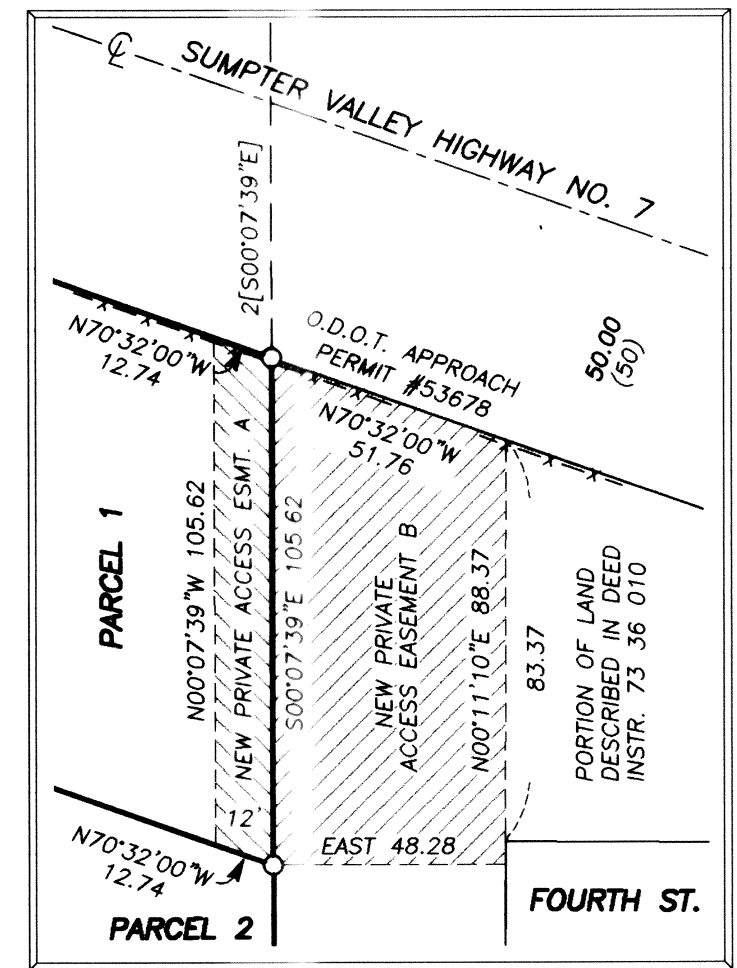 ℄ SUMPTER VALLEY HIGHWAY NO. 7
2[S00°07'39"E]
O.D.O.T. APPROACH
PERMIT #53678
50.00
(50)
N70°32'00"W
12.74
N70°32'00"W
51.76
PARCEL 1
N00°07'39"W 105.62
NEW PRIVATE ACCESS ESMT. A
S00°07'39"E 105.62
NEW PRIVATE
ACCESS EASEMENT B
N00°11'10"E 88.37
83.37
PORTION OF LAND
DESCRIBED IN DEED
INSTR. 73 36 010
12'
EAST 48.28
N70°32'00"W
12.74
PARCEL 2
FOURTH ST.